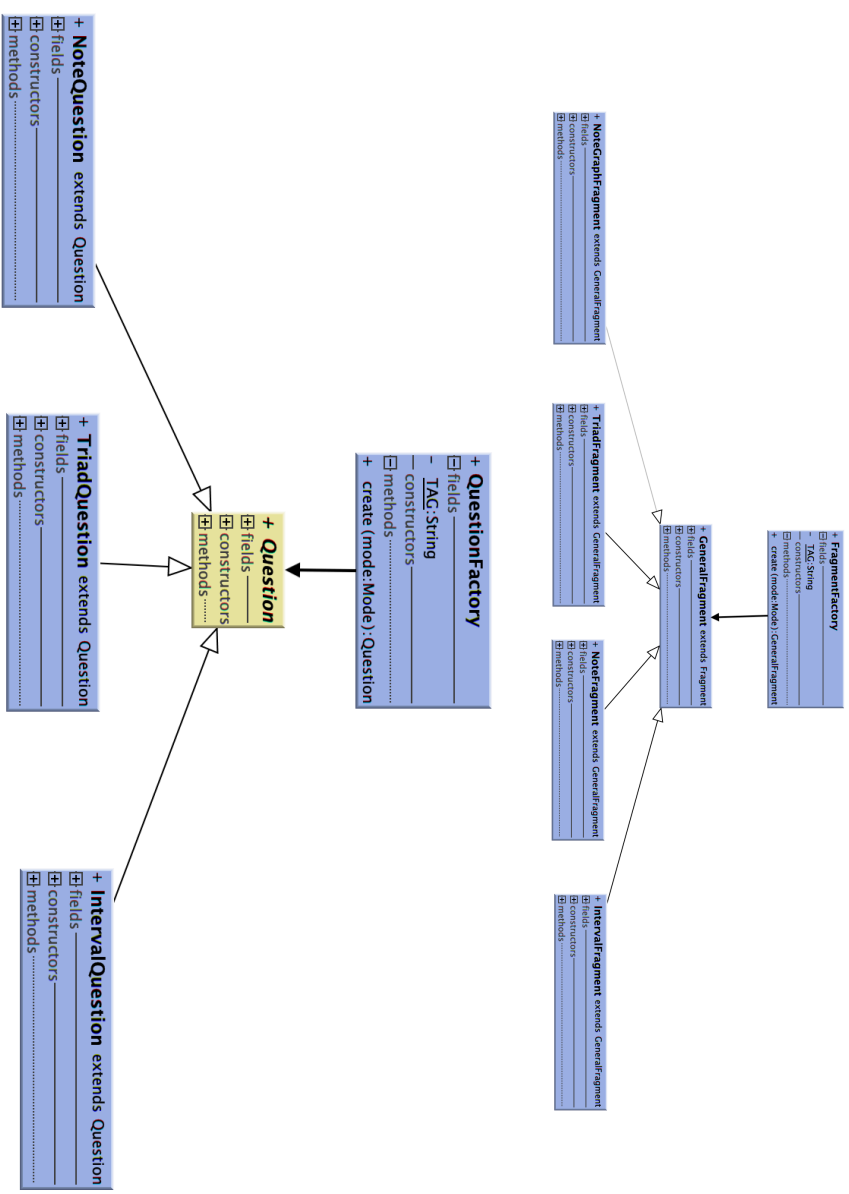 + FragmentFactory
fields
− TAG:String
constructors
methods
+ create (mode:Mode):GeneralFragment
+ GeneralFragment extends Fragment
fields
constructors
methods
+ NoteGraphFragment extends GeneralFragment
fields
constructors
methods
+ TriadFragment extends GeneralFragment
fields
constructors
methods
+ NoteFragment extends GeneralFragment
fields
constructors
methods
+ IntervalFragment extends GeneralFragment
fields
constructors
methods
+ QuestionFactory
fields
− TAG:String
constructors
methods
+ create (mode:Mode):Question
+ Question
fields
constructors
methods
+ NoteQuestion extends Question
fields
constructors
methods
+ TriadQuestion extends Question
fields
constructors
methods
+ IntervalQuestion extends Question
fields
constructors
methods